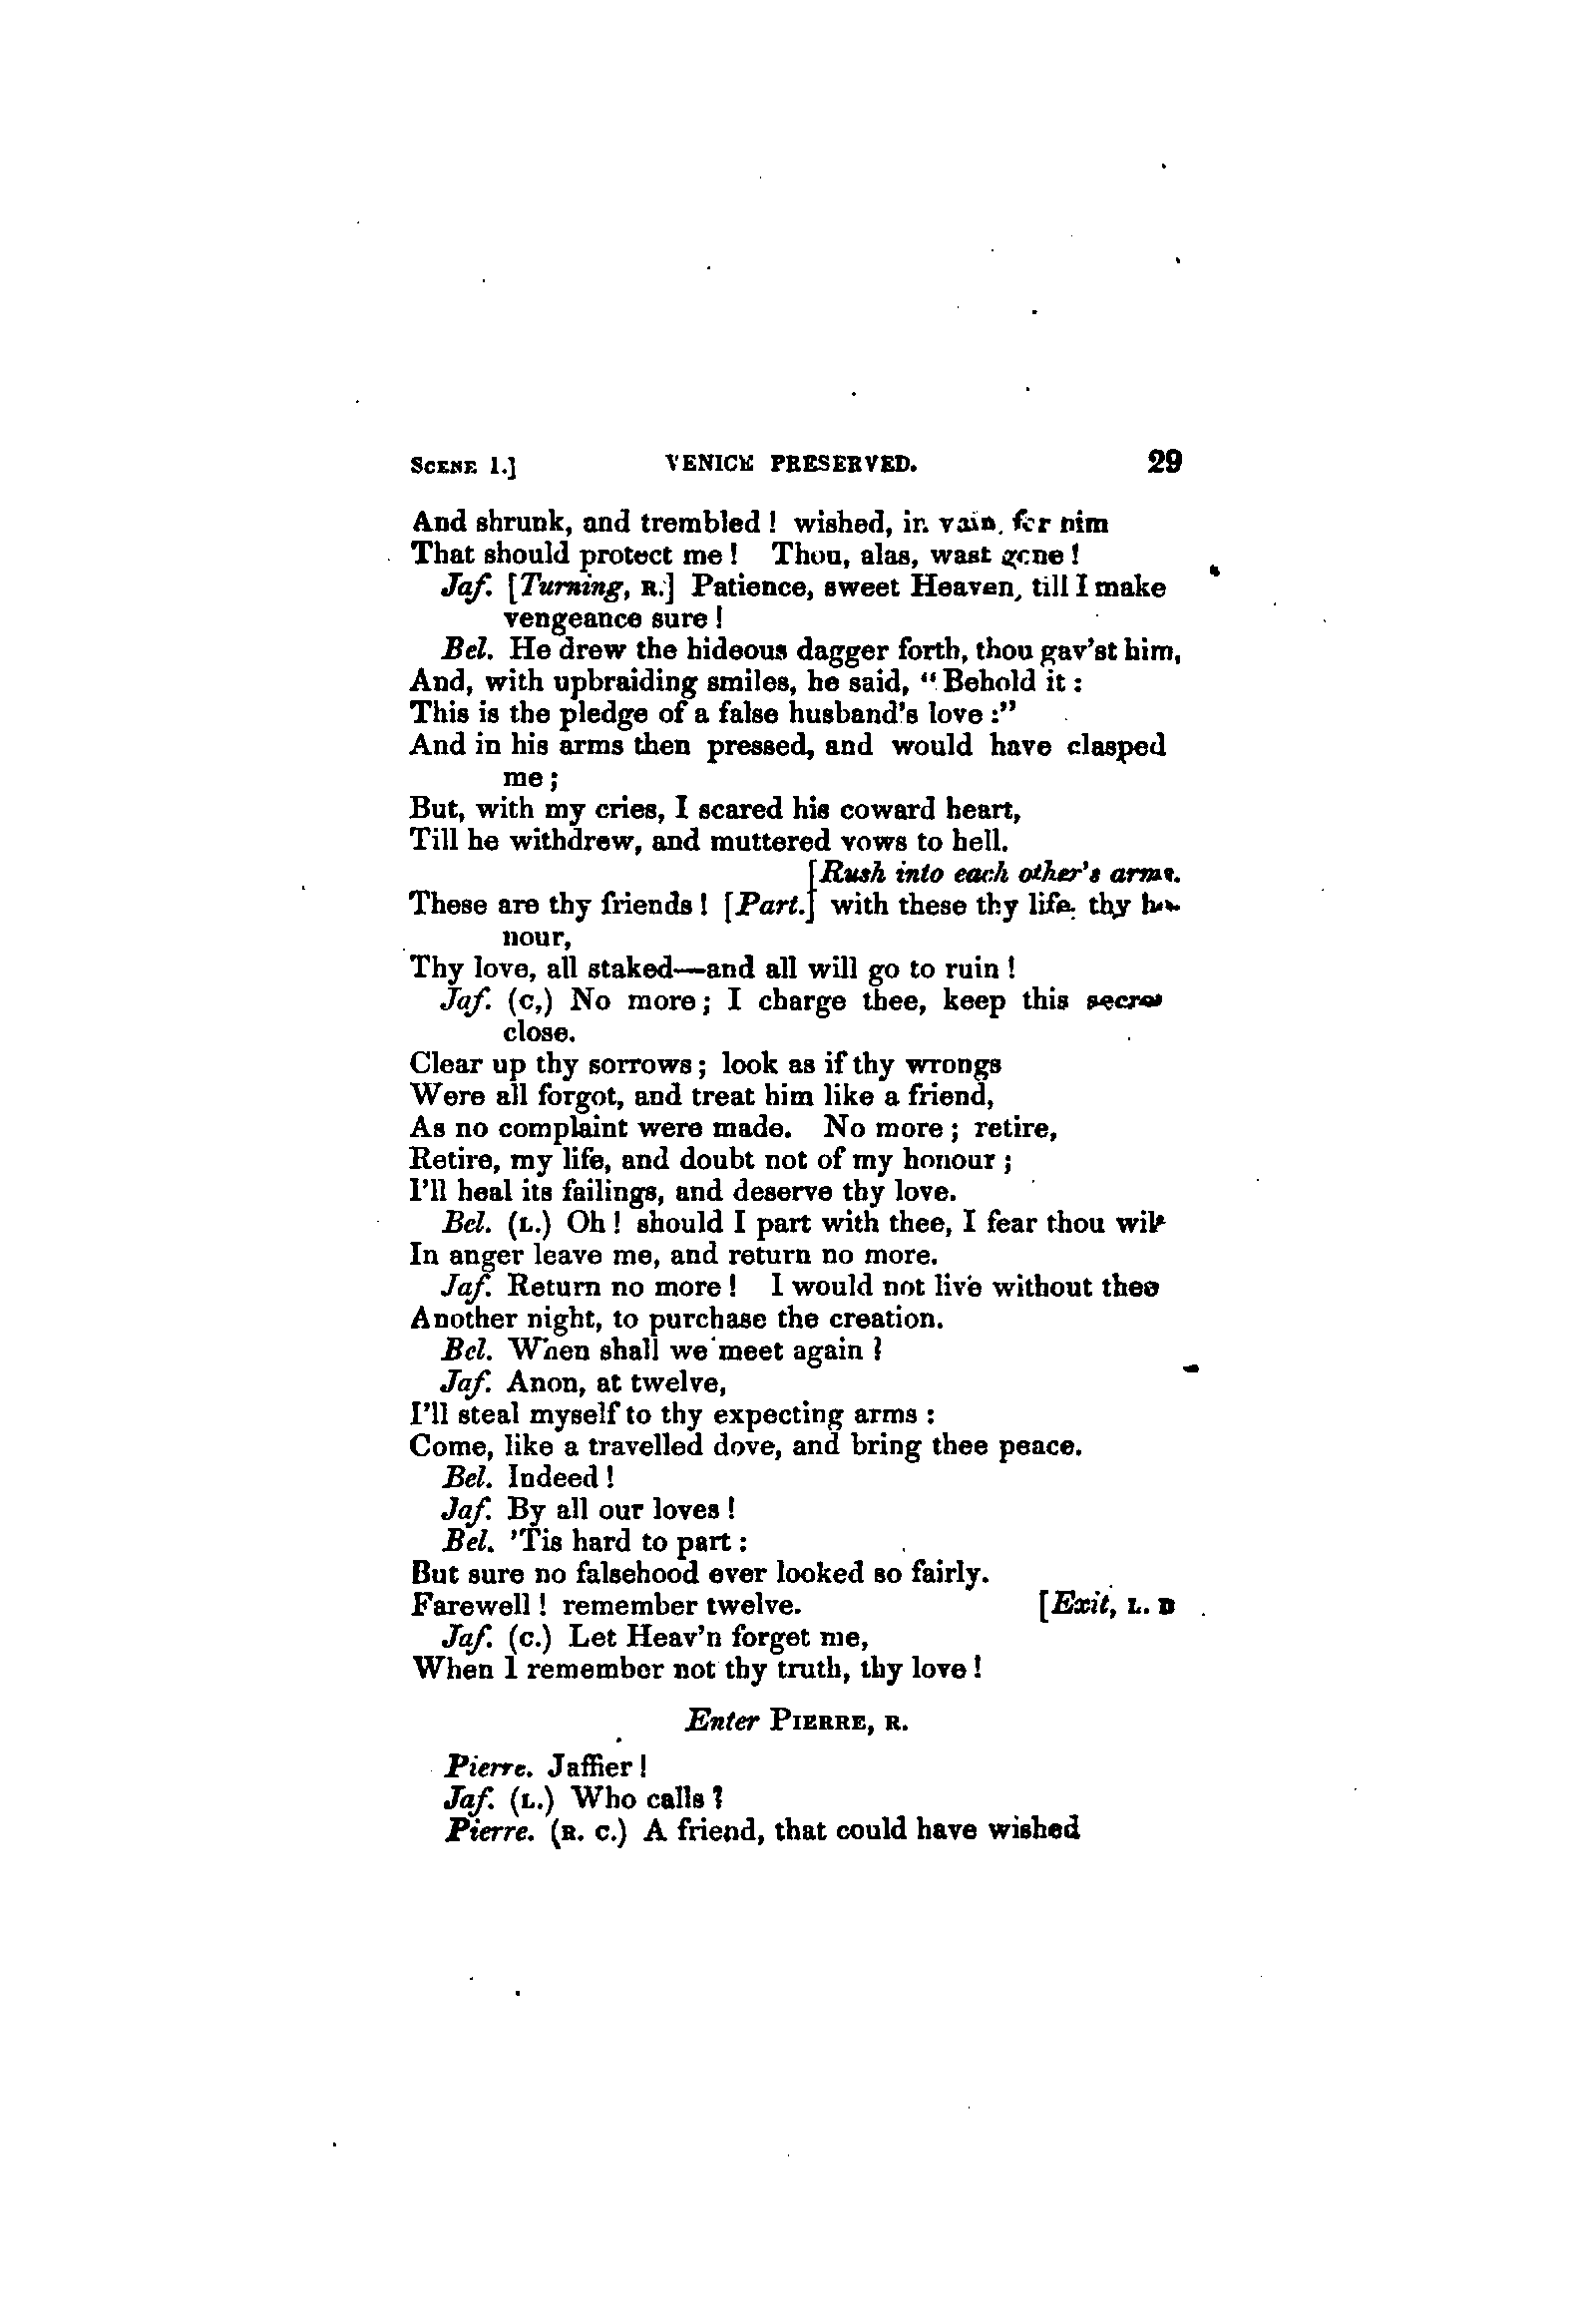 SCENE 1.] VENICE PRESERVED. 29
And shrunk, and trembled! wished, in vain, for him
That should protect me! Thou, alas, wast gone!
Jaf. [Turning, R.] Patience, sweet Heaven, till I make
vengeance sure!
Bel. He drew the hideous dagger forth, thou gav'st him,
And, with upbraiding smiles, he said, "Behold it:
This is the pledge of a false husband's love:"
And in his arms then pressed, and would have clasped
me;
But, with my cries, I scared his coward heart,
Till he withdrew, and muttered vows to hell.
[Rush into each other's arms.
These are thy friends! [Part.] with these thy life, thy ho-
nour,
Thy love, all staked—and all will go to ruin!
Jaf. (C,) No more; I charge thee, keep this secret
close.
Clear up thy sorrows; look as if thy wrongs
Were all forgot, and treat him like a friend,
As no complaint were made. No more; retire,
Retire, my life, and doubt not of my honour;
I'll heal its failings, and deserve thy love.
Bel. (L.) Oh! should I part with thee, I fear thou wilt
In anger leave me, and return no more.
Jaf. Return no more! I would not live without thee
Another night, to purchase the creation.
Bel. When shall we meet again?
Jaf. Anon, at twelve,
I'll steal myself to thy expecting arms:
Come, like a travelled dove, and bring thee peace.
Bel. Indeed!
Jaf. By all our loves!
Bel. 'Tis hard to part:
But sure no falsehood ever looked so fairly.
Farewell! remember twelve. [Exit, L. D
Jaf. (C.) Let Heav'n forget me,
When I remember not thy truth, thy love!
Enter PIERRE, R.
Pierre. Jaffier!
Jaf. (L.) Who calls?
Pierre. (R. C.) A friend, that could have wished